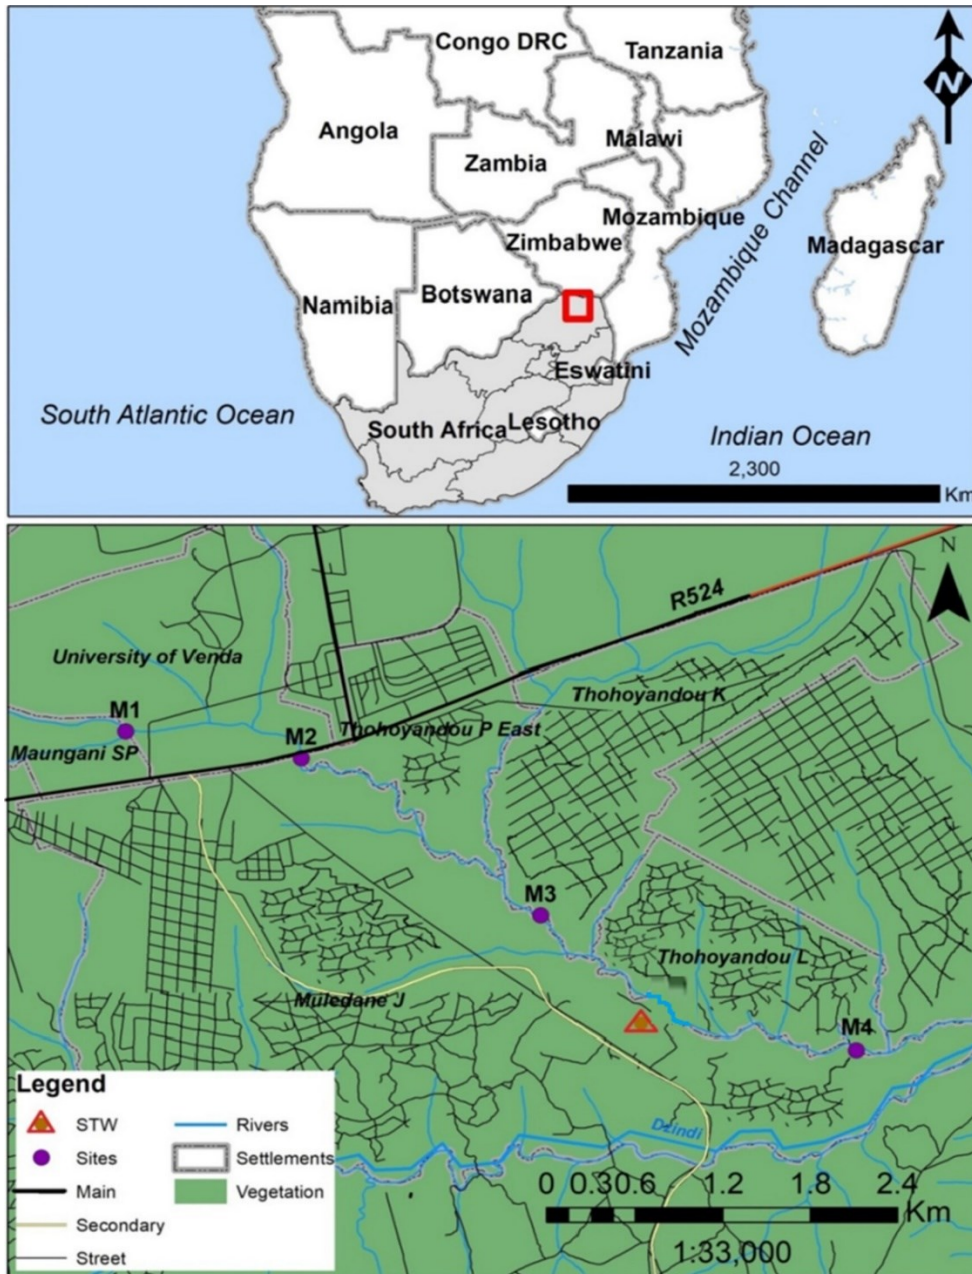 Congo DRC
Tanzania
N
Angola
Malawi
Zambia
Mozambique Channel
Mozambique
Zimbabwe
Madagascar
Botswana
Namibia
Eswatini
South Atlantic Ocean
South Africa
Lesotho
Indian Ocean
2,300
Km
N
R524
University of Venda
Thohoyandou K
M1
M2
Thohoyandou P East
Maungani SP
M3
Thohoyandou L
Muledane J
M4
Legend
STW
Rivers
Sites
Settlements
Main
Vegetation
Secondary
Street
Dzindi
0 0.30.6 1.2 1.8 2.4
Km
1:33,000